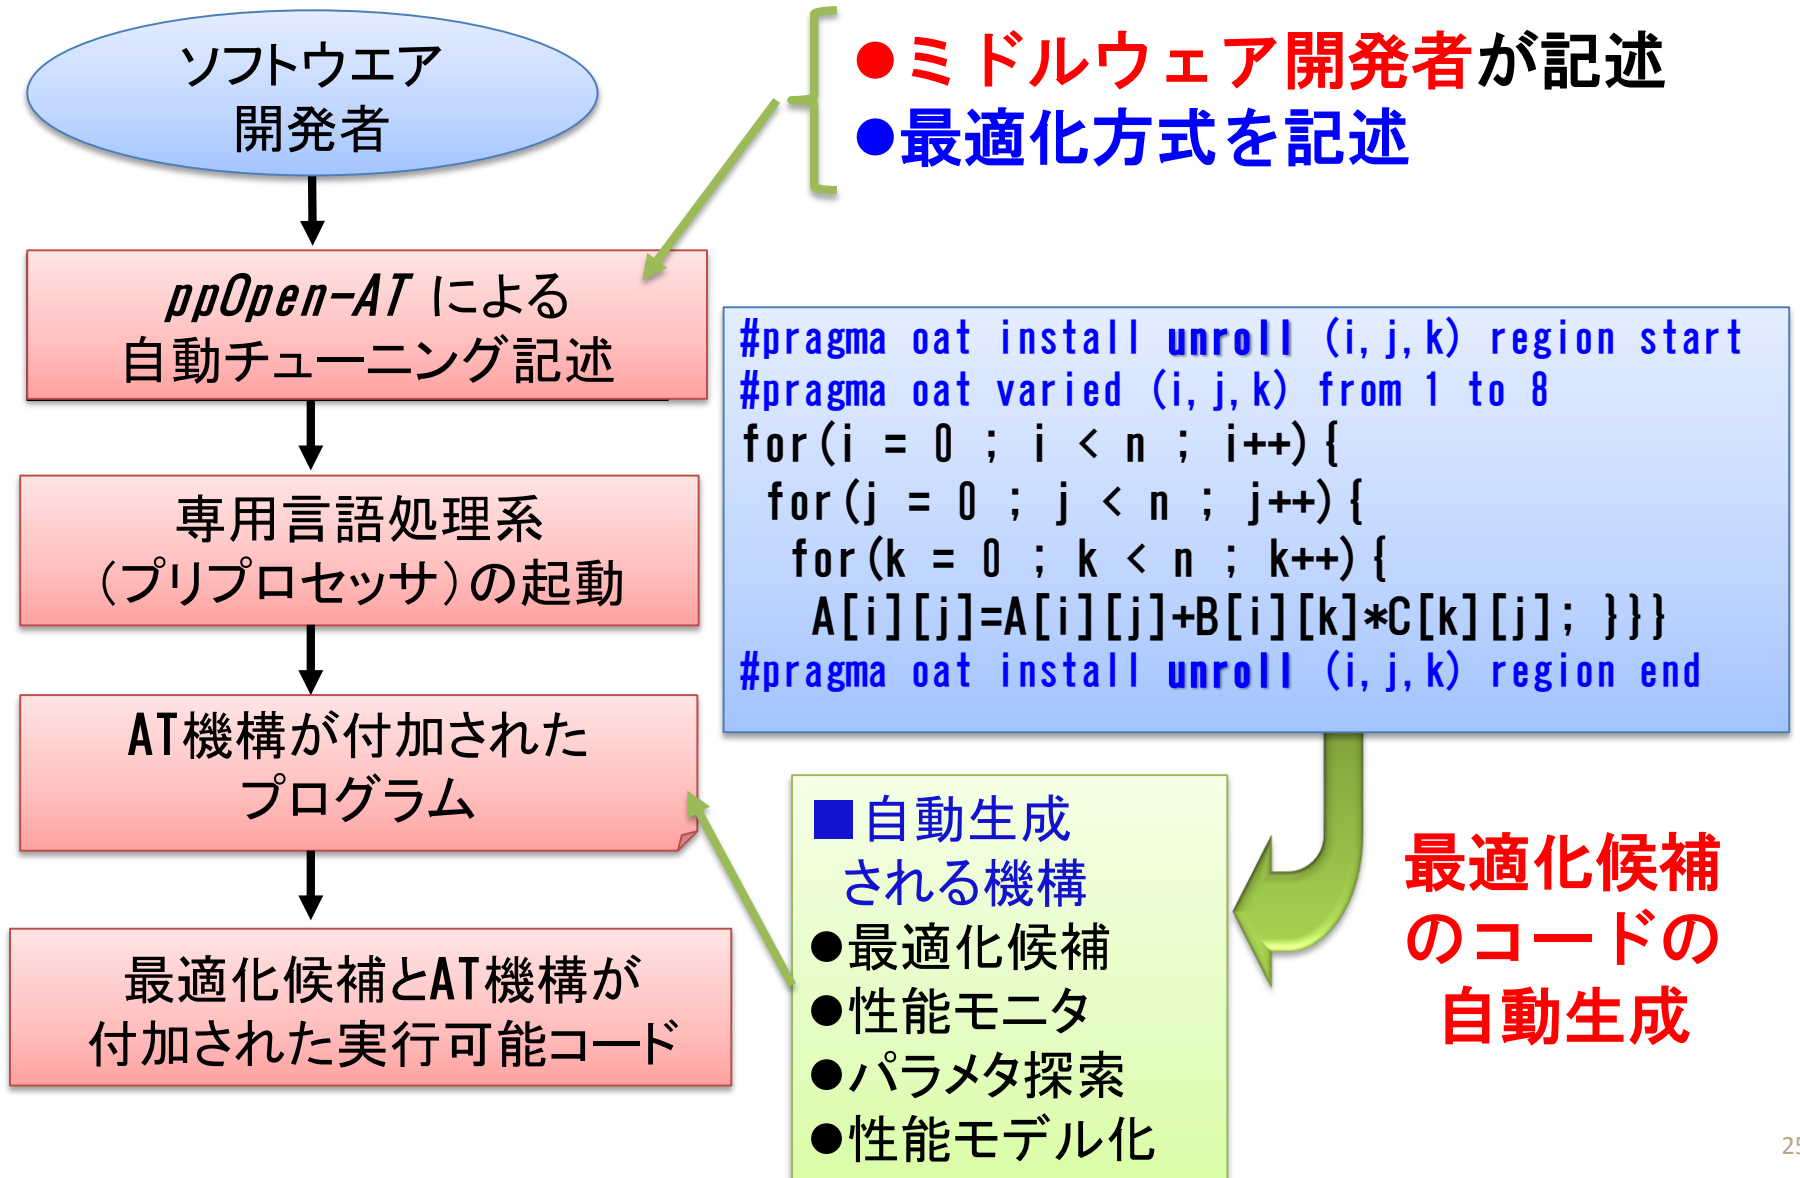 ソフトウエア
開発者
●ミドルウェア開発者が記述
●最適化方式を記述
ppOpen-AT による
自動チューニング記述
専用言語処理系
(プリプロセッサ)の起動
AT機構が付加された
プログラム
最適化候補とAT機構が
付加された実行可能コード
#pragma oat install unroll (i,j,k) region start
#pragma oat varied (i,j,k) from 1 to 8
for(i = 0 ; i < n ; i++){
for(j = 0 ; j < n ; j++){
for(k = 0 ; k < n ; k++){
A[i][j]=A[i][j]+B[i][k]*C[k][j]; }}}
#pragma oat install unroll (i,j,k) region end
■自動生成
される機構
●最適化候補
●性能モニタ
●パラメタ探索
●性能モデル化
最適化候補
のコードの
自動生成
25